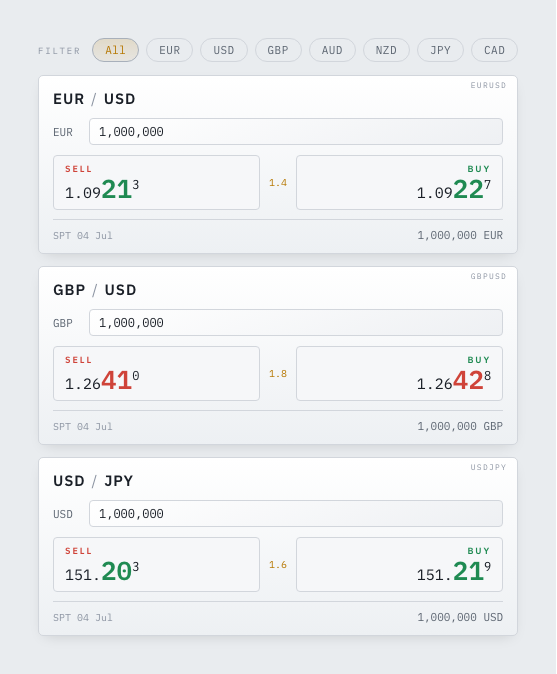 FILTER All EUR USD GBP AUD NZD JPY CAD
EURUSD
EUR / USD
EUR 1,000,000
SELL BUY
1.09213 1.4 1.09227
SPT 04 Jul 1,000,000 EUR
GBPUSD
GBP / USD
GBP 1,000,000
SELL BUY
1.26410 1.8 1.26428
SPT 04 Jul 1,000,000 GBP
USDJPY
USD / JPY
USD 1,000,000
SELL BUY
151.203 1.6 151.219
SPT 04 Jul 1,000,000 USD